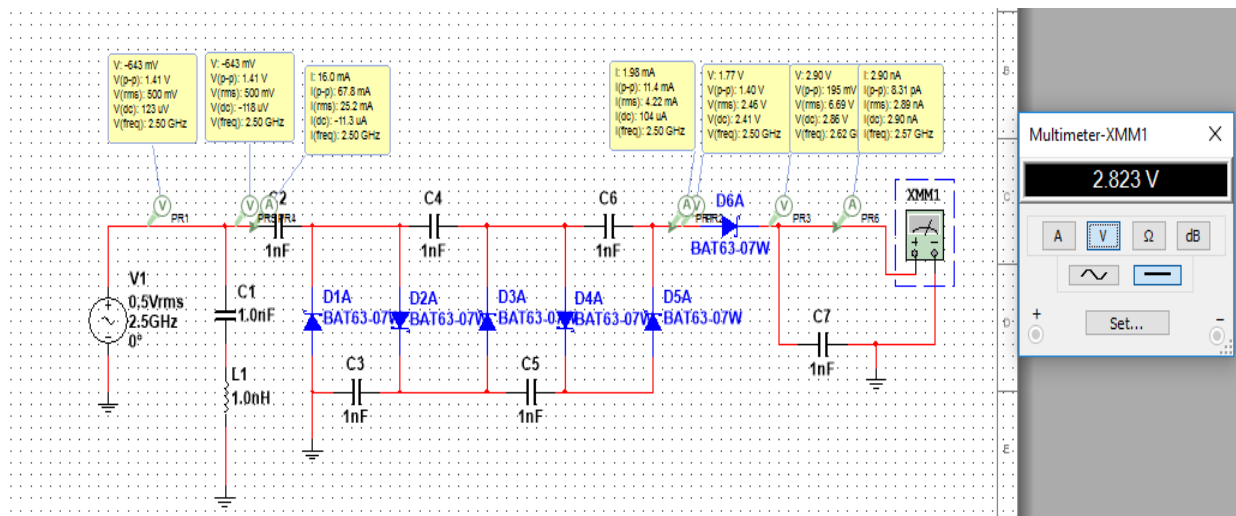 V: -643 mV
V(p-p): 1.41 V
V(rms): 500 mV
V(dc): 123 uV
V(freq): 2.50 GHz
V: -643 mV
V(p-p): 1.41 V
V(rms): 500 mV
V(dc): -118 uV
V(freq): 2.50 GHz
I: 16.0 mA
I(p-p): 67.8 mA
I(rms): 25.2 mA
I(dc): -11.3 uA
I(freq): 2.50 GHz
I: 1.98 mA
I(p-p): 11.4 mA
I(rms): 4.22 mA
I(dc): 104 uA
I(freq): 2.50 GHz
V: 1.77 V
V(p-p): 1.40 V
V(rms): 2.46 V
V(dc): 2.41 V
V(freq): 2.50 GHz
V: 2.90 V
V(p-p): 195 mV
V(rms): 6.69 V
V(dc): 2.86 V
V(freq): 2.62 G
I: 2.90 nA
I(p-p): 8.31 pA
I(rms): 2.89 nA
I(dc): 2.90 nA
I(freq): 2.57 GHz
V
PR1
V
A
PR4
C2
1nF
C4
1nF
C6
1nF
A
PR2
D6A
BAT63-07W
V
PR3
A
PR6
XMM1
V1
0.5Vrms
2.5GHz
0°
C1
1.0nF
L1
1.0nH
D1A
BAT63-07W
D2A
BAT63-07W
D3A
BAT63-07W
D4A
BAT63-07W
D5A
BAT63-07W
C3
1nF
C5
1nF
C7
1nF
B
C
D
E
Multimeter-XMM1
X
2.823 V
A
V
Ω
dB
Set...
+
-